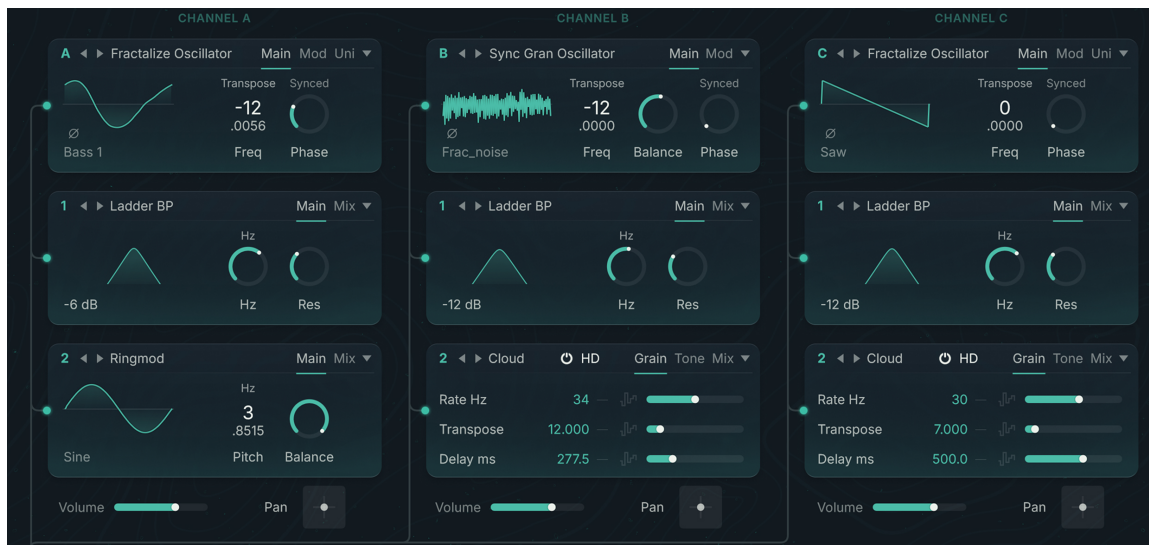 CHANNEL A
A Fractalize Oscillator Main Mod Uni
Transpose Synced
-12
.0056
Bass 1 Freq Phase
1 Ladder BP Main Mix
Hz
-6 dB Hz Res
2 Ringmod Main Mix
Hz
3
.8515
Sine Pitch Balance
Volume Pan
CHANNEL B
B Sync Gran Oscillator Main Mod
Transpose Synced
-12
.0000
Frac_noise Freq Balance Phase
1 Ladder BP Main Mix
Hz
-12 dB Hz Res
2 Cloud HD Grain Tone Mix
Rate Hz 34
Transpose 12.000
Delay ms 277.5
Volume Pan
CHANNEL C
C Fractalize Oscillator Main Mod Uni
Transpose Synced
0
.0000
Saw Freq Phase
1 Ladder BP Main Mix
Hz
-12 dB Hz Res
2 Cloud HD Grain Tone Mix
Rate Hz 30
Transpose 7.000
Delay ms 500.0
Volume Pan